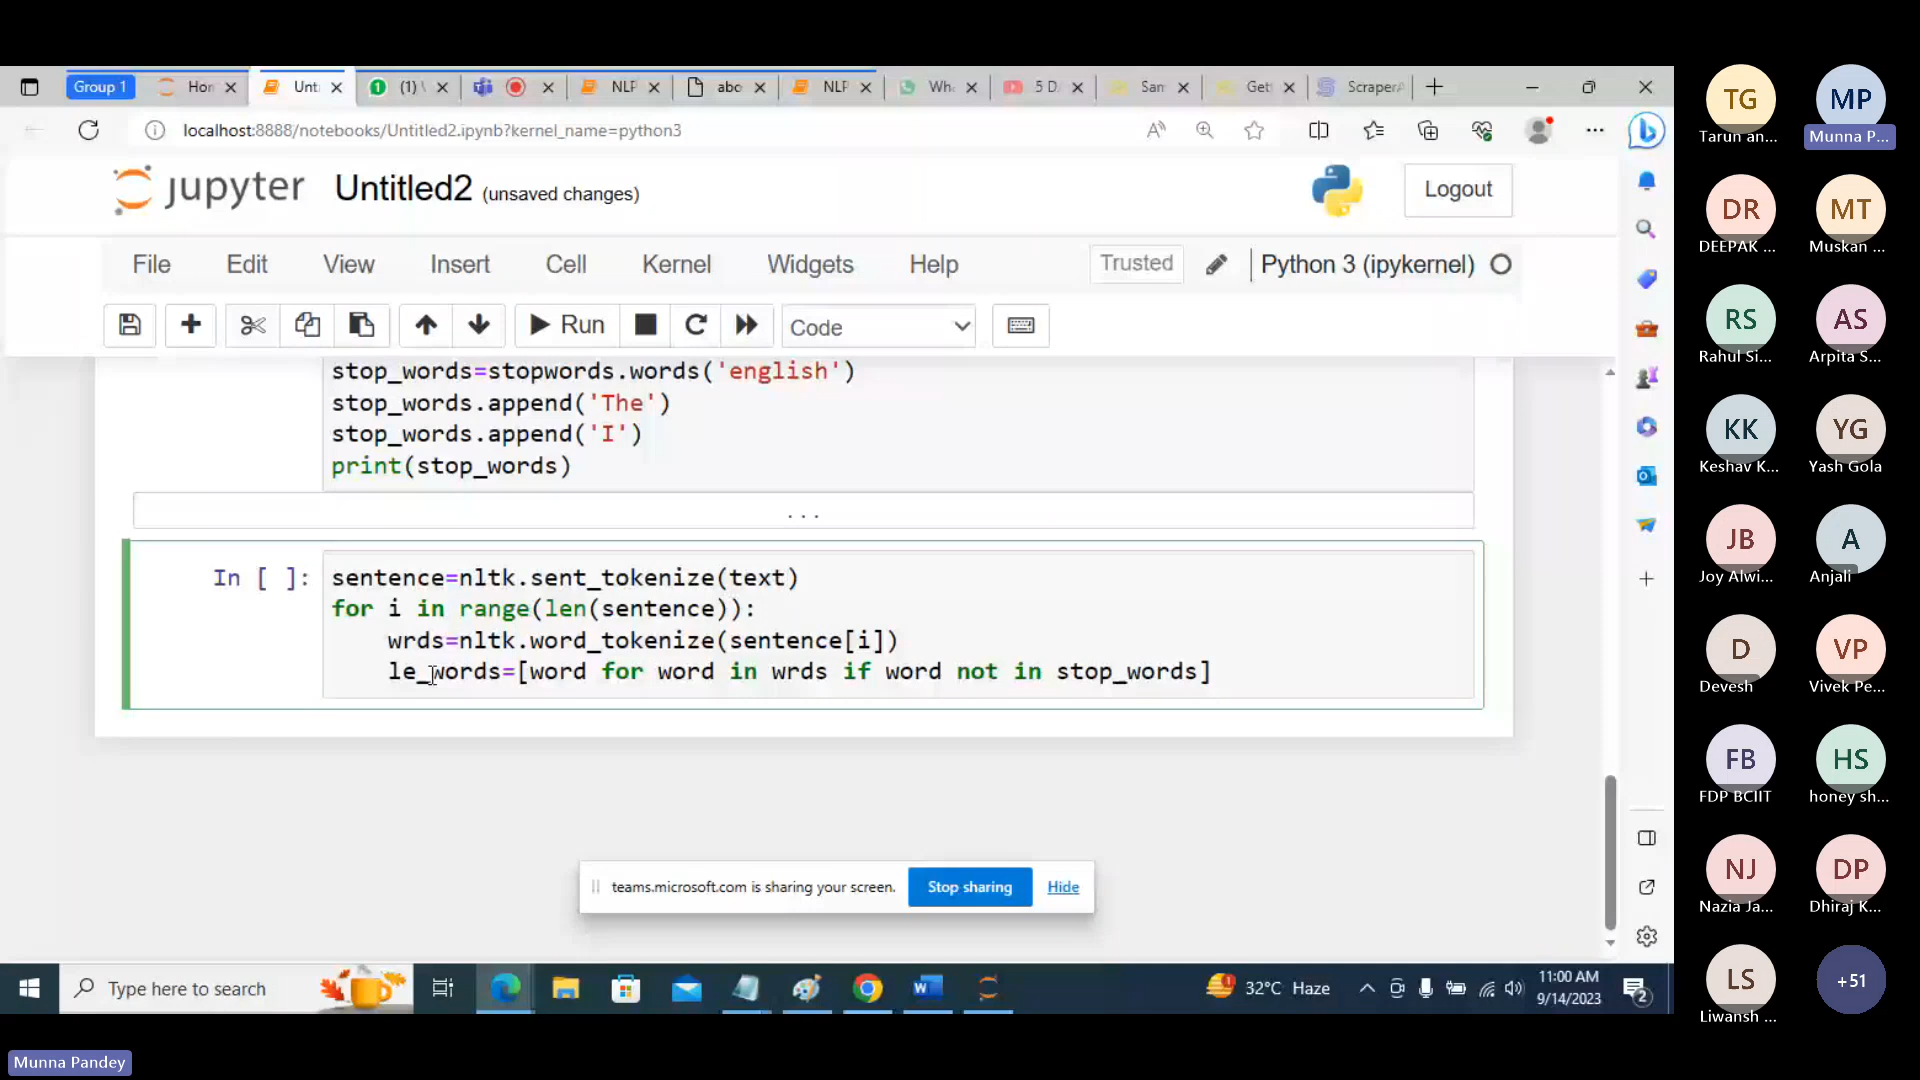 Group 1
Hon
Unt
(1)
NLP
abo
NLP
Wh
5 D
San
Get
Scraper
localhost:8888/notebooks/Untitled2.ipynb?kernel_name=python3
jupyter Untitled2 (unsaved changes)
Logout
File Edit View Insert Cell Kernel Widgets Help
Trusted
Python 3 (ipykernel)
Run
Code
stop_words=stopwords.words('english')
stop_words.append('The')
stop_words.append('I')
print(stop_words)
...
In [ ]:
sentence=nltk.sent_tokenize(text)
for i in range(len(sentence)):
wrds=nltk.word_tokenize(sentence[i])
le_words=[word for word in wrds if word not in stop_words]
teams.microsoft.com is sharing your screen.
Stop sharing
Hide
Type here to search
32°C Haze
11:00 AM
9/14/2023
2
Munna Pandey
TG
Tarun an...
MP
Munna P...
DR
DEEPAK ...
MT
Muskan ...
RS
Rahul Si...
AS
Arpita S...
KK
Keshav K...
YG
Yash Gola
JB
Joy Alwi...
A
Anjali
D
Devesh
VP
Vivek Pe...
FB
FDP BCIIT
HS
honey sh...
NJ
Nazia Ja...
DP
Dhiraj K...
LS
Liwansh ...
+51